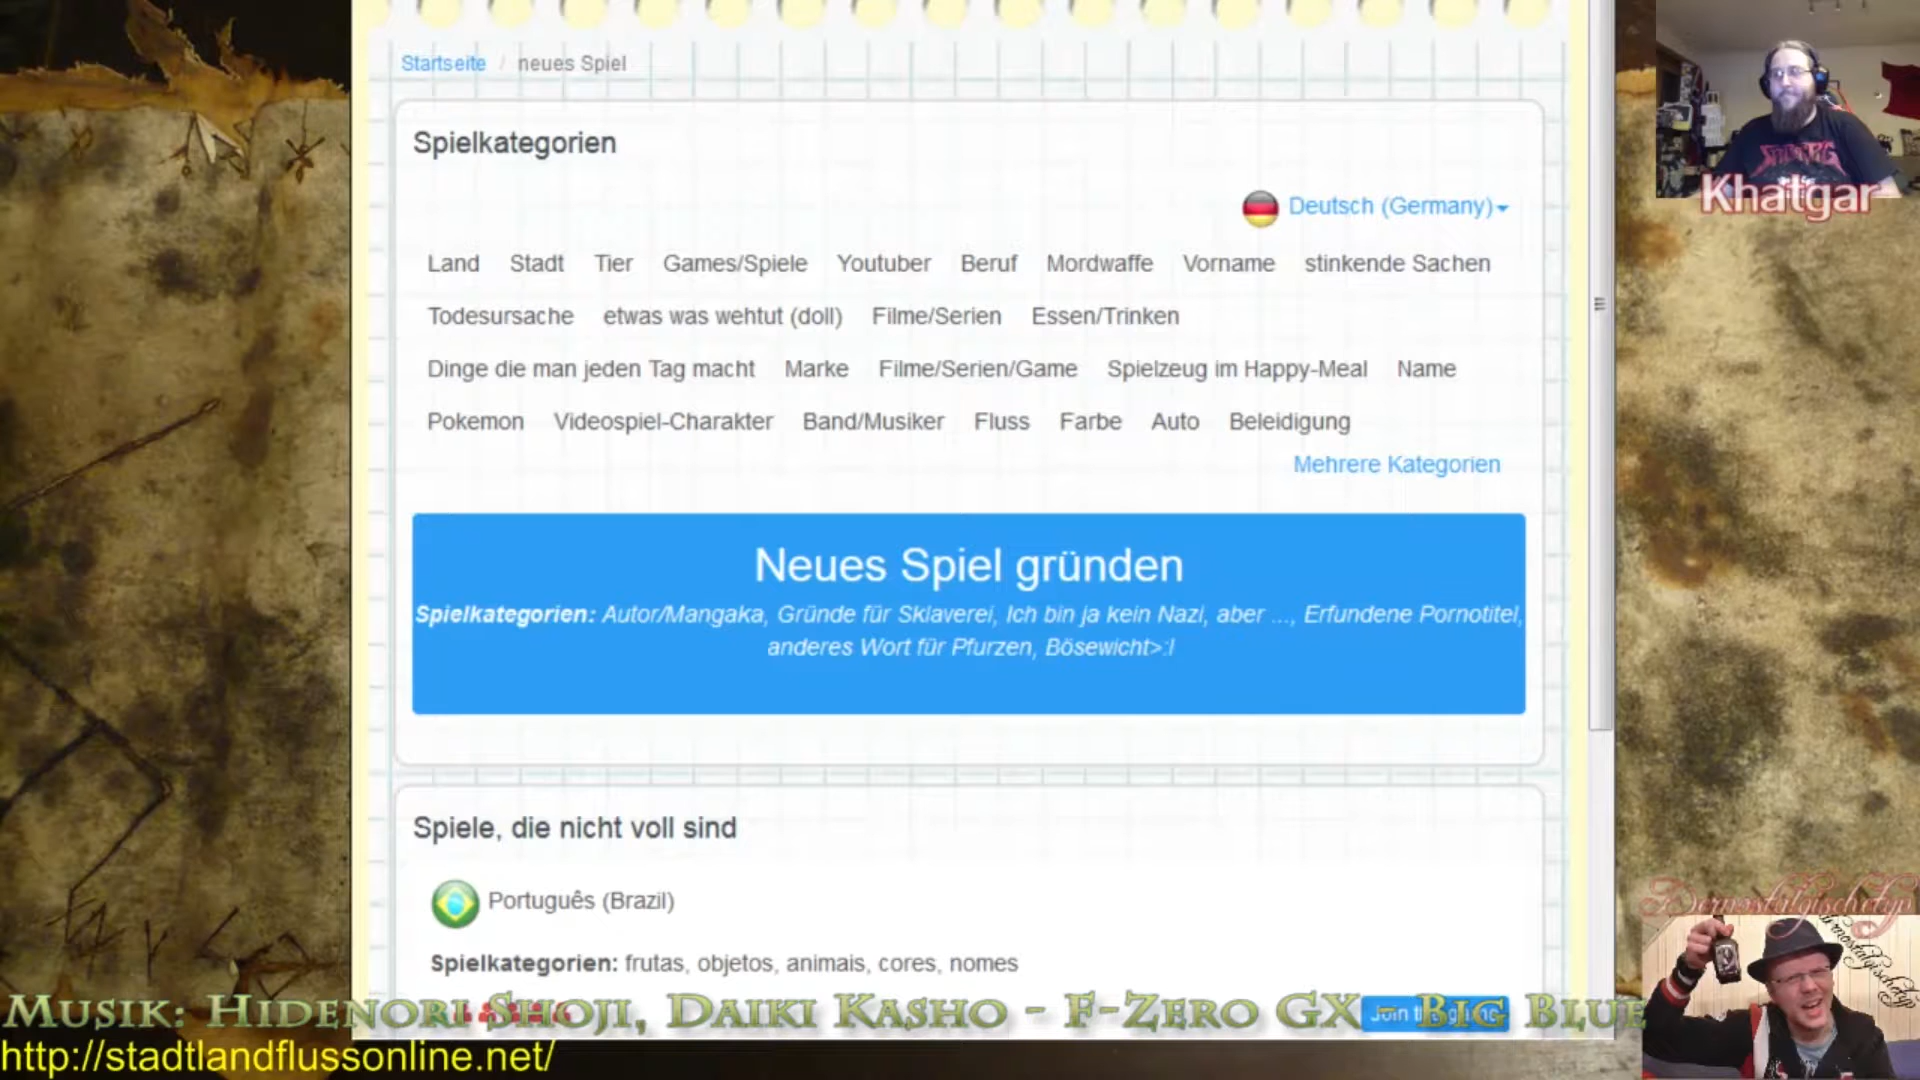 Startseite / neues Spiel
Spielkategorien
Deutsch (Germany)
Land Stadt Tier Games/Spiele Youtuber Beruf Mordwaffe Vorname stinkende Sachen
Todesursache etwas was wehtut (doll) Filme/Serien Essen/Trinken
Dinge die man jeden Tag macht Marke Filme/Serien/Game Spielzeug im Happy-Meal Name
Pokemon Videospiel-Charakter Band/Musiker Fluss Farbe Auto Beleidigung
Mehrere Kategorien
Neues Spiel gründen
Spielkategorien: Autor/Mangaka, Gründe für Sklaverei, Ich bin ja kein Nazi, aber ..., Erfundene Pornotitel,
anderes Wort für Pfurzen, Bösewicht>:I
Spiele, die nicht voll sind
Português (Brazil)
Spielkategorien: frutas, objetos, animais, cores, nomes
Khatgar
Dernostalgischetyp
Musik: Hidenori Shoji, Daiki Kasho - F-Zero GX - Big Blue
http://stadtlandflussonline.net/